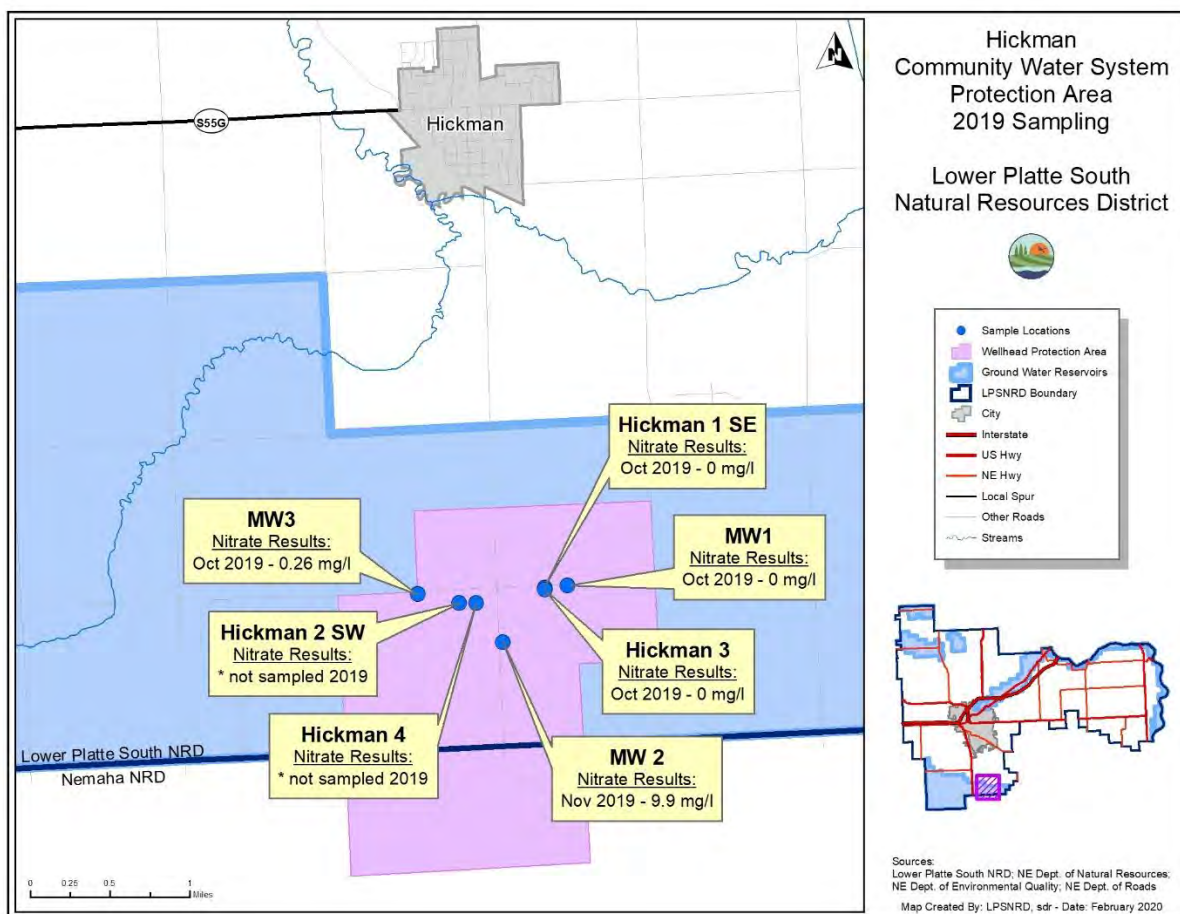 Hickman
Community Water System
Protection Area
2019 Sampling
Lower Platte South
Natural Resources District
N
S55G
Hickman
Hickman 1 SE
Nitrate Results:
Oct 2019 - 0 mg/l
MW3
Nitrate Results:
Oct 2019 - 0.26 mg/l
MW1
Nitrate Results:
Oct 2019 - 0 mg/l
Hickman 2 SW
Nitrate Results:
* not sampled 2019
Hickman 3
Nitrate Results:
Oct 2019 - 0 mg/l
Hickman 4
Nitrate Results:
* not sampled 2019
MW 2
Nitrate Results:
Nov 2019 - 9.9 mg/l
Lower Platte South NRD
Nemaha NRD
0 0.25 0.5 1
Miles
Sample Locations
Wellhead Protection Area
Ground Water Reservoirs
LPSNRD Boundary
City
Interstate
US Hwy
NE Hwy
Local Spur
Other Roads
Streams
Sources:
Lower Platte South NRD; NE Dept. of Natural Resources;
NE Dept. of Environmental Quality; NE Dept. of Roads
Map Created By: LPSNRD, sdr - Date: February 2020